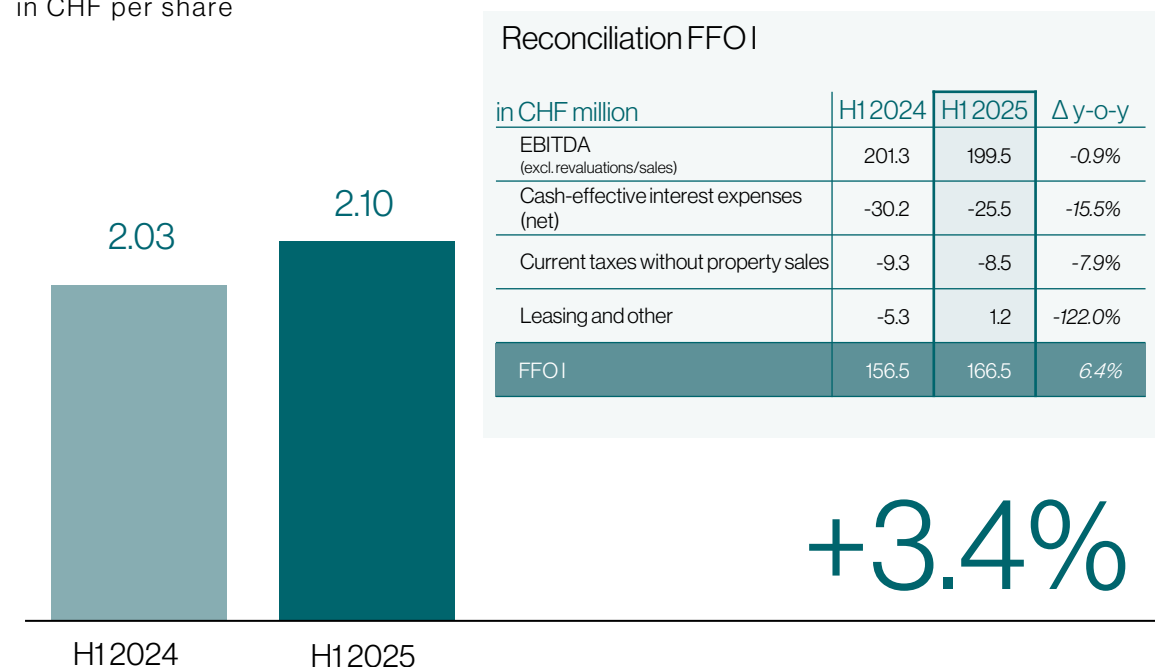 in CHF per share
2.03
2.10
H1 2024
H1 2025
Reconciliation FFO I
in CHF million H1 2024 H1 2025 Δ y-o-y
EBITDA
(excl. revaluations/sales) 201.3 199.5 -0.9%
Cash-effective interest expenses
(net) -30.2 -25.5 -15.5%
Current taxes without property sales -9.3 -8.5 -7.9%
Leasing and other -5.3 1.2 -122.0%
FFO I 156.5 166.5 6.4%
+3.4%